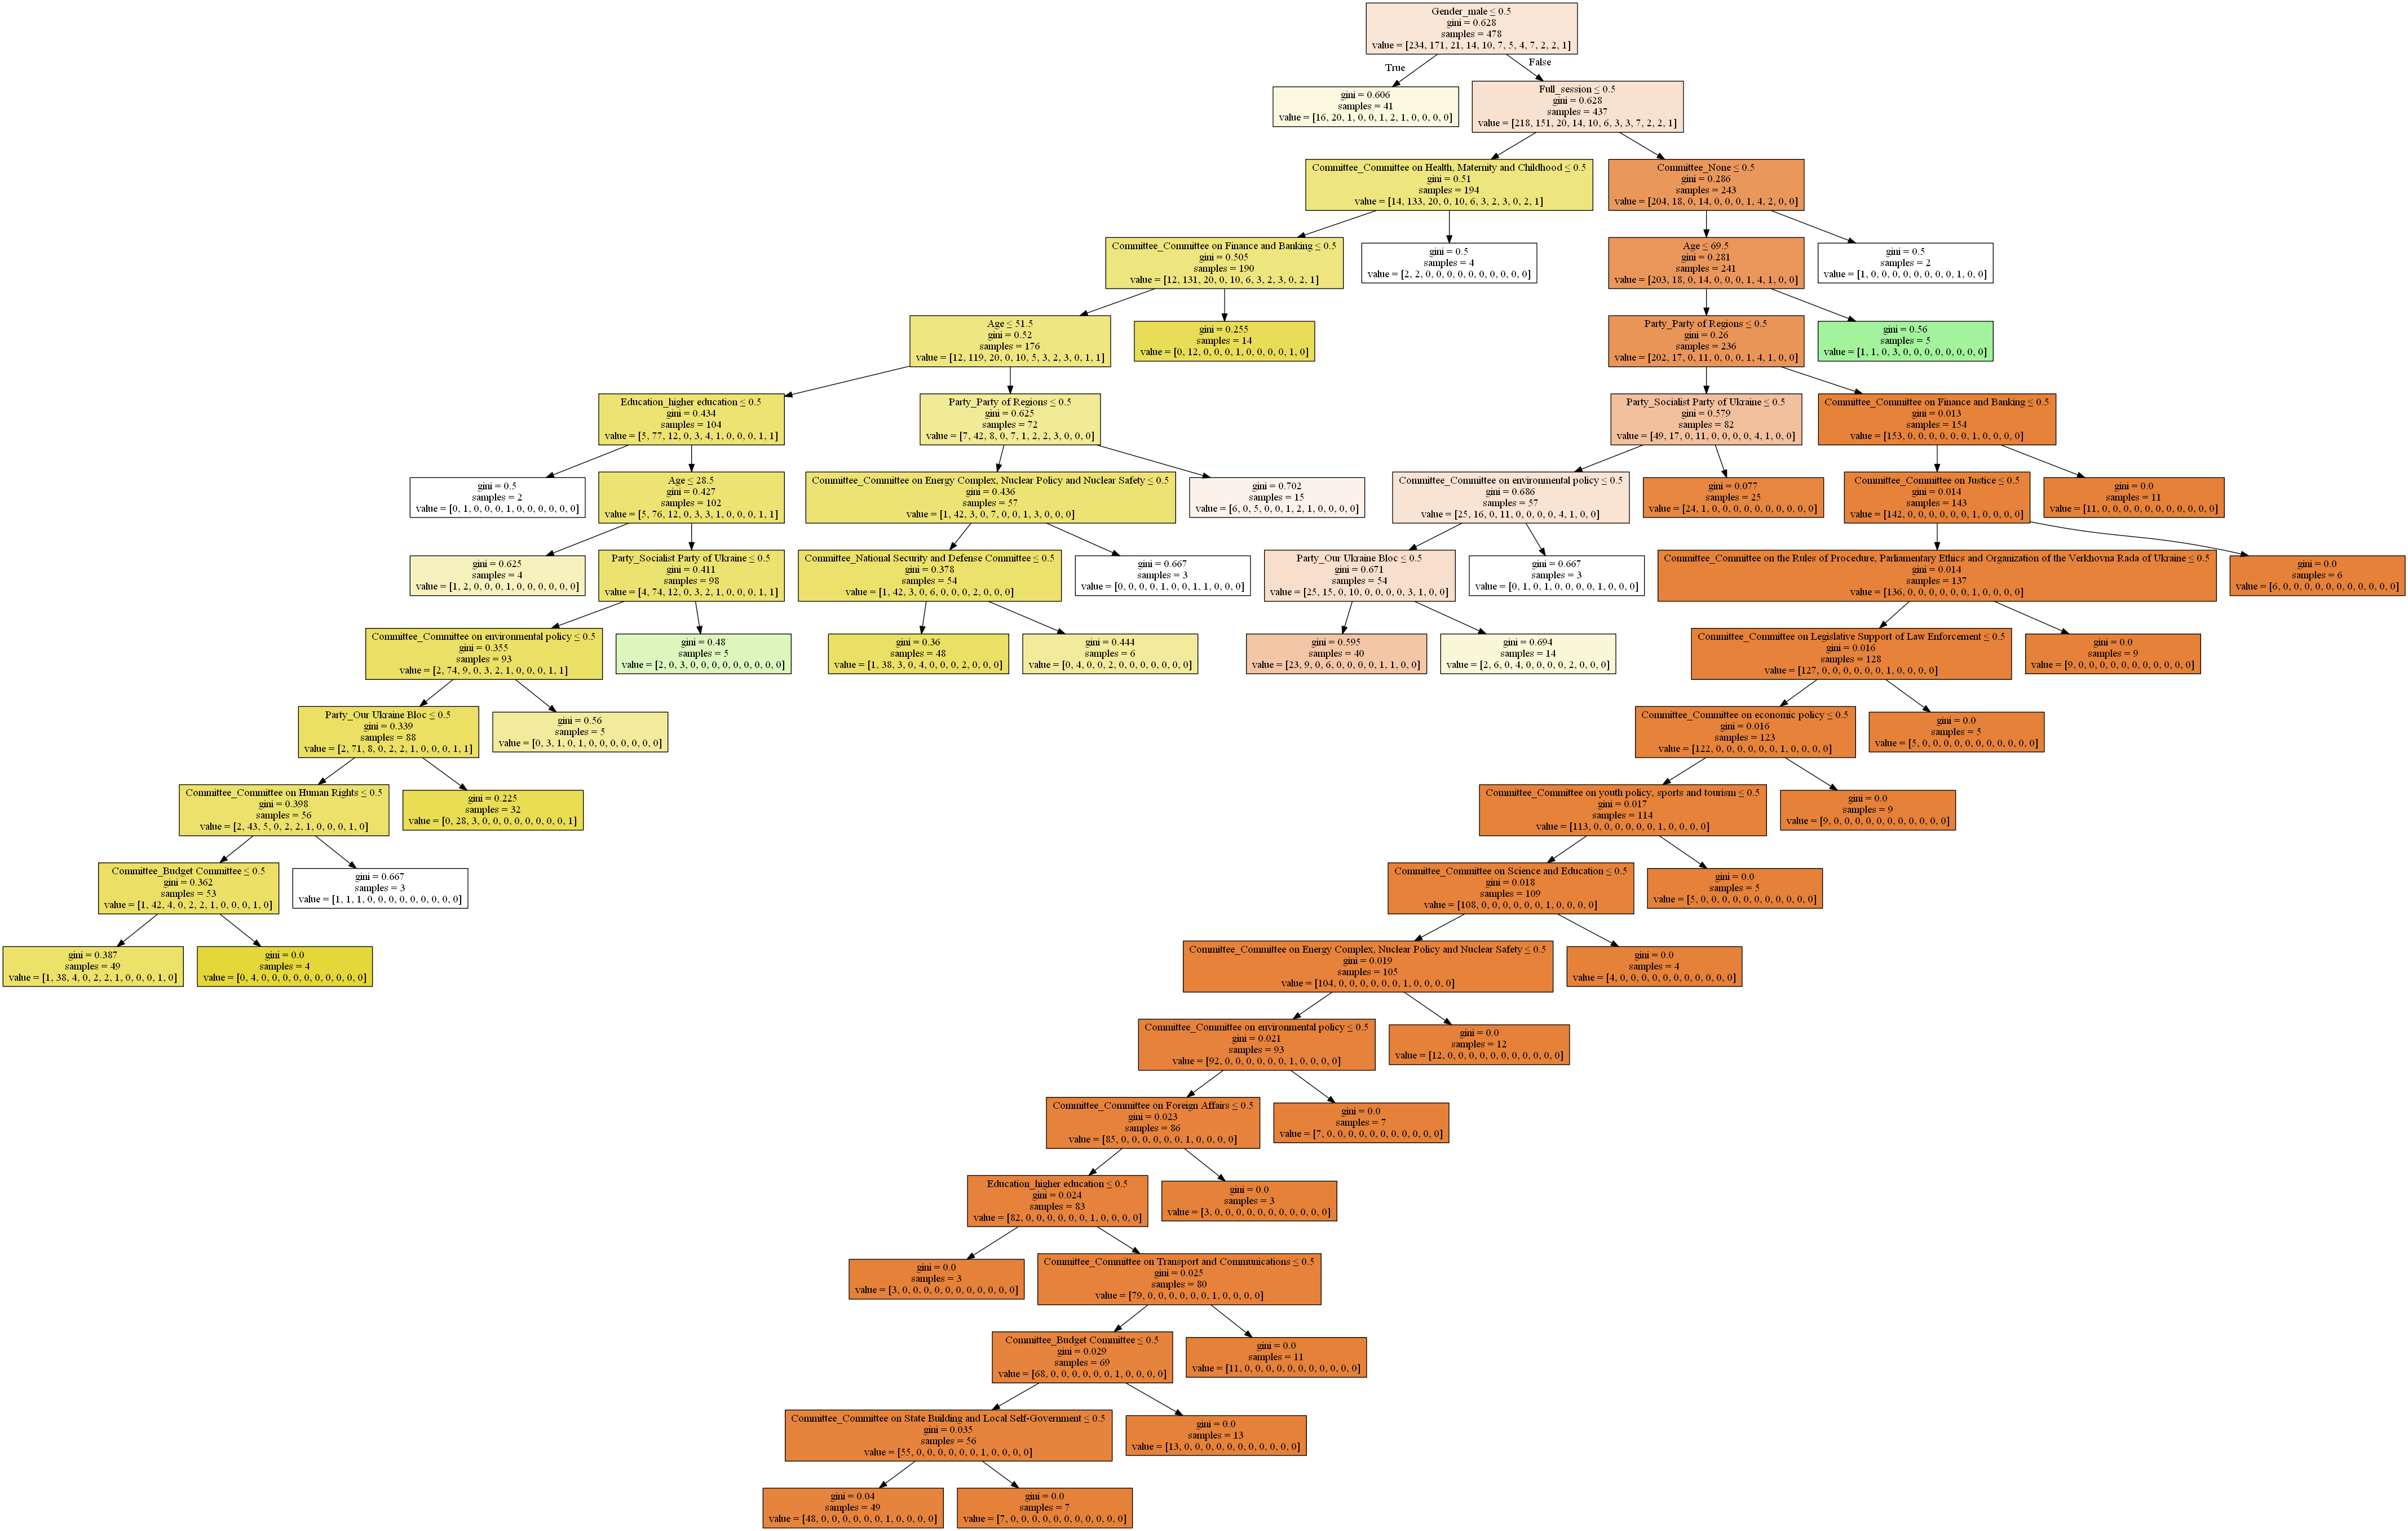 Gender_male ≤ 0.5
gini = 0.628
samples = 478
value = [234, 171, 21, 14, 10, 7, 5, 4, 7, 2, 2, 1]
True
False
gini = 0.606
samples = 41
value = [16, 20, 1, 0, 0, 1, 2, 1, 0, 0, 0, 0]
Full_session ≤ 0.5
gini = 0.628
samples = 437
value = [218, 151, 20, 14, 10, 6, 3, 3, 7, 2, 2, 1]
Committee_Committee on Health, Maternity and Childhood ≤ 0.5
gini = 0.51
samples = 194
value = [14, 133, 20, 0, 10, 6, 3, 2, 3, 0, 2, 1]
Committee_None ≤ 0.5
gini = 0.286
samples = 243
value = [204, 18, 0, 14, 0, 0, 0, 1, 4, 2, 0, 0]
Committee_Committee on Finance and Banking ≤ 0.5
gini = 0.505
samples = 190
value = [12, 131, 20, 0, 10, 6, 3, 2, 3, 0, 2, 1]
gini = 0.5
samples = 4
value = [2, 2, 0, 0, 0, 0, 0, 0, 0, 0, 0, 0]
Age ≤ 69.5
gini = 0.281
samples = 241
value = [203, 18, 0, 14, 0, 0, 0, 1, 4, 1, 0, 0]
gini = 0.5
samples = 2
value = [1, 0, 0, 0, 0, 0, 0, 0, 0, 1, 0, 0]
Age ≤ 51.5
gini = 0.52
samples = 176
value = [12, 119, 20, 0, 10, 5, 3, 2, 3, 0, 1, 1]
gini = 0.255
samples = 14
value = [0, 12, 0, 0, 0, 1, 0, 0, 0, 0, 1, 0]
Party_Party of Regions ≤ 0.5
gini = 0.26
samples = 236
value = [202, 17, 0, 11, 0, 0, 0, 1, 4, 1, 0, 0]
gini = 0.56
samples = 5
value = [1, 1, 0, 3, 0, 0, 0, 0, 0, 0, 0, 0]
Education_higher education ≤ 0.5
gini = 0.434
samples = 104
value = [5, 77, 12, 0, 3, 4, 1, 0, 0, 0, 1, 1]
Party_Party of Regions ≤ 0.5
gini = 0.625
samples = 72
value = [7, 42, 8, 0, 7, 1, 2, 2, 3, 0, 0, 0]
Party_Socialist Party of Ukraine ≤ 0.5
gini = 0.579
samples = 82
value = [49, 17, 0, 11, 0, 0, 0, 0, 4, 1, 0, 0]
Committee_Committee on Finance and Banking ≤ 0.5
gini = 0.013
samples = 154
value = [153, 0, 0, 0, 0, 0, 0, 1, 0, 0, 0, 0]
gini = 0.5
samples = 2
value = [0, 1, 0, 0, 0, 1, 0, 0, 0, 0, 0, 0]
Age ≤ 28.5
gini = 0.427
samples = 102
value = [5, 76, 12, 0, 3, 3, 1, 0, 0, 0, 1, 1]
Committee_Committee on Energy Complex, Nuclear Policy and Nuclear Safety ≤ 0.5
gini = 0.436
samples = 57
value = [1, 42, 3, 0, 7, 0, 0, 1, 3, 0, 0, 0]
gini = 0.702
samples = 15
value = [6, 0, 5, 0, 0, 1, 2, 1, 0, 0, 0, 0]
Committee_Committee on environmental policy ≤ 0.5
gini = 0.686
samples = 57
value = [25, 16, 0, 11, 0, 0, 0, 0, 4, 1, 0, 0]
gini = 0.077
samples = 25
value = [24, 1, 0, 0, 0, 0, 0, 0, 0, 0, 0, 0]
Committee_Committee on Justice ≤ 0.5
gini = 0.014
samples = 143
value = [142, 0, 0, 0, 0, 0, 0, 1, 0, 0, 0, 0]
gini = 0.0
samples = 11
value = [11, 0, 0, 0, 0, 0, 0, 0, 0, 0, 0, 0]
gini = 0.625
samples = 4
value = [1, 2, 0, 0, 0, 1, 0, 0, 0, 0, 0, 0]
Party_Socialist Party of Ukraine ≤ 0.5
gini = 0.411
samples = 98
value = [4, 74, 12, 0, 3, 2, 1, 0, 0, 0, 1, 1]
Committee_National Security and Defense Committee ≤ 0.5
gini = 0.378
samples = 54
value = [1, 42, 3, 0, 6, 0, 0, 0, 2, 0, 0, 0]
gini = 0.667
samples = 3
value = [0, 0, 0, 0, 1, 0, 0, 1, 1, 0, 0, 0]
Party_Our Ukraine Bloc ≤ 0.5
gini = 0.671
samples = 54
value = [25, 15, 0, 10, 0, 0, 0, 0, 3, 1, 0, 0]
gini = 0.667
samples = 3
value = [0, 1, 0, 1, 0, 0, 0, 0, 1, 0, 0, 0]
Committee_Committee on the Rules of Procedure, Parliamentary Ethics and Organization of the Verkhovna Rada of Ukraine ≤ 0.5
gini = 0.014
samples = 137
value = [136, 0, 0, 0, 0, 0, 0, 1, 0, 0, 0, 0]
gini = 0.0
samples = 6
value = [6, 0, 0, 0, 0, 0, 0, 0, 0, 0, 0, 0]
Committee_Committee on environmental policy ≤ 0.5
gini = 0.355
samples = 93
value = [2, 74, 9, 0, 3, 2, 1, 0, 0, 0, 1, 1]
gini = 0.48
samples = 5
value = [2, 0, 3, 0, 0, 0, 0, 0, 0, 0, 0, 0]
gini = 0.36
samples = 48
value = [1, 38, 3, 0, 4, 0, 0, 0, 2, 0, 0, 0]
gini = 0.444
samples = 6
value = [0, 4, 0, 0, 2, 0, 0, 0, 0, 0, 0, 0]
gini = 0.595
samples = 40
value = [23, 9, 0, 6, 0, 0, 0, 0, 1, 1, 0, 0]
gini = 0.694
samples = 14
value = [2, 6, 0, 4, 0, 0, 0, 0, 2, 0, 0, 0]
Committee_Committee on Legislative Support of Law Enforcement ≤ 0.5
gini = 0.016
samples = 128
value = [127, 0, 0, 0, 0, 0, 0, 1, 0, 0, 0, 0]
gini = 0.0
samples = 9
value = [9, 0, 0, 0, 0, 0, 0, 0, 0, 0, 0, 0]
Party_Our Ukraine Bloc ≤ 0.5
gini = 0.339
samples = 88
value = [2, 71, 8, 0, 2, 2, 1, 0, 0, 0, 1, 1]
gini = 0.56
samples = 5
value = [0, 3, 1, 0, 1, 0, 0, 0, 0, 0, 0, 0]
Committee_Committee on economic policy ≤ 0.5
gini = 0.016
samples = 123
value = [122, 0, 0, 0, 0, 0, 0, 1, 0, 0, 0, 0]
gini = 0.0
samples = 5
value = [5, 0, 0, 0, 0, 0, 0, 0, 0, 0, 0, 0]
Committee_Committee on Human Rights ≤ 0.5
gini = 0.398
samples = 56
value = [2, 43, 5, 0, 2, 2, 1, 0, 0, 0, 1, 0]
gini = 0.225
samples = 32
value = [0, 28, 3, 0, 0, 0, 0, 0, 0, 0, 0, 1]
Committee_Committee on youth policy, sports and tourism ≤ 0.5
gini = 0.017
samples = 114
value = [113, 0, 0, 0, 0, 0, 0, 1, 0, 0, 0, 0]
gini = 0.0
samples = 9
value = [9, 0, 0, 0, 0, 0, 0, 0, 0, 0, 0, 0]
Committee_Budget Committee ≤ 0.5
gini = 0.362
samples = 53
value = [1, 42, 4, 0, 2, 2, 1, 0, 0, 0, 1, 0]
gini = 0.667
samples = 3
value = [1, 1, 1, 0, 0, 0, 0, 0, 0, 0, 0, 0]
Committee_Committee on Science and Education ≤ 0.5
gini = 0.018
samples = 109
value = [108, 0, 0, 0, 0, 0, 0, 1, 0, 0, 0, 0]
gini = 0.0
samples = 5
value = [5, 0, 0, 0, 0, 0, 0, 0, 0, 0, 0, 0]
gini = 0.387
samples = 49
value = [1, 38, 4, 0, 2, 2, 1, 0, 0, 0, 1, 0]
gini = 0.0
samples = 4
value = [0, 4, 0, 0, 0, 0, 0, 0, 0, 0, 0, 0]
Committee_Committee on Energy Complex, Nuclear Policy and Nuclear Safety ≤ 0.5
gini = 0.019
samples = 105
value = [104, 0, 0, 0, 0, 0, 0, 1, 0, 0, 0, 0]
gini = 0.0
samples = 4
value = [4, 0, 0, 0, 0, 0, 0, 0, 0, 0, 0, 0]
Committee_Committee on environmental policy ≤ 0.5
gini = 0.021
samples = 93
value = [92, 0, 0, 0, 0, 0, 0, 1, 0, 0, 0, 0]
gini = 0.0
samples = 12
value = [12, 0, 0, 0, 0, 0, 0, 0, 0, 0, 0, 0]
Committee_Committee on Foreign Affairs ≤ 0.5
gini = 0.023
samples = 86
value = [85, 0, 0, 0, 0, 0, 0, 1, 0, 0, 0, 0]
gini = 0.0
samples = 7
value = [7, 0, 0, 0, 0, 0, 0, 0, 0, 0, 0, 0]
Education_higher education ≤ 0.5
gini = 0.024
samples = 83
value = [82, 0, 0, 0, 0, 0, 0, 1, 0, 0, 0, 0]
gini = 0.0
samples = 3
value = [3, 0, 0, 0, 0, 0, 0, 0, 0, 0, 0, 0]
gini = 0.0
samples = 3
value = [3, 0, 0, 0, 0, 0, 0, 0, 0, 0, 0, 0]
Committee_Committee on Transport and Communications ≤ 0.5
gini = 0.025
samples = 80
value = [79, 0, 0, 0, 0, 0, 0, 1, 0, 0, 0, 0]
Committee_Budget Committee ≤ 0.5
gini = 0.029
samples = 69
value = [68, 0, 0, 0, 0, 0, 0, 1, 0, 0, 0, 0]
gini = 0.0
samples = 11
value = [11, 0, 0, 0, 0, 0, 0, 0, 0, 0, 0, 0]
Committee_Committee on State Building and Local Self-Government ≤ 0.5
gini = 0.035
samples = 56
value = [55, 0, 0, 0, 0, 0, 0, 1, 0, 0, 0, 0]
gini = 0.0
samples = 13
value = [13, 0, 0, 0, 0, 0, 0, 0, 0, 0, 0, 0]
gini = 0.04
samples = 49
value = [48, 0, 0, 0, 0, 0, 0, 1, 0, 0, 0, 0]
gini = 0.0
samples = 7
value = [7, 0, 0, 0, 0, 0, 0, 0, 0, 0, 0, 0]